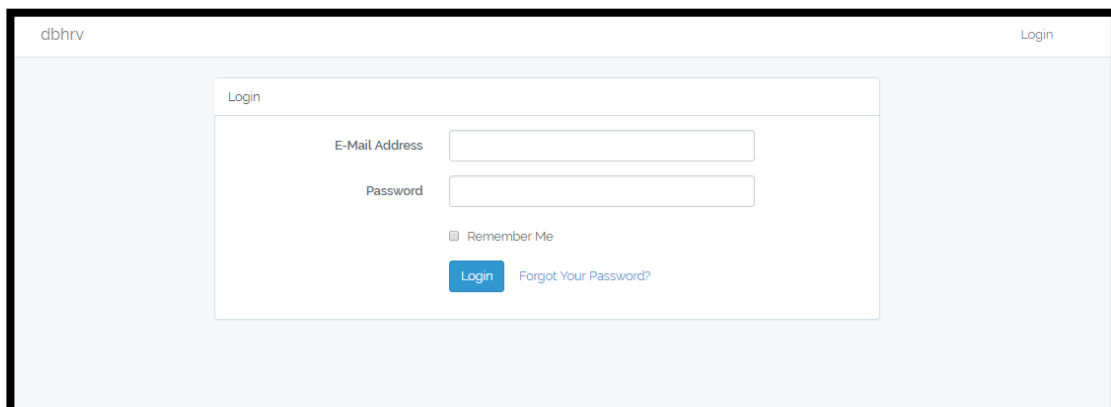 dbhrv
Login
Login
E-Mail Address
Password
Remember Me
Login
Forgot Your Password?